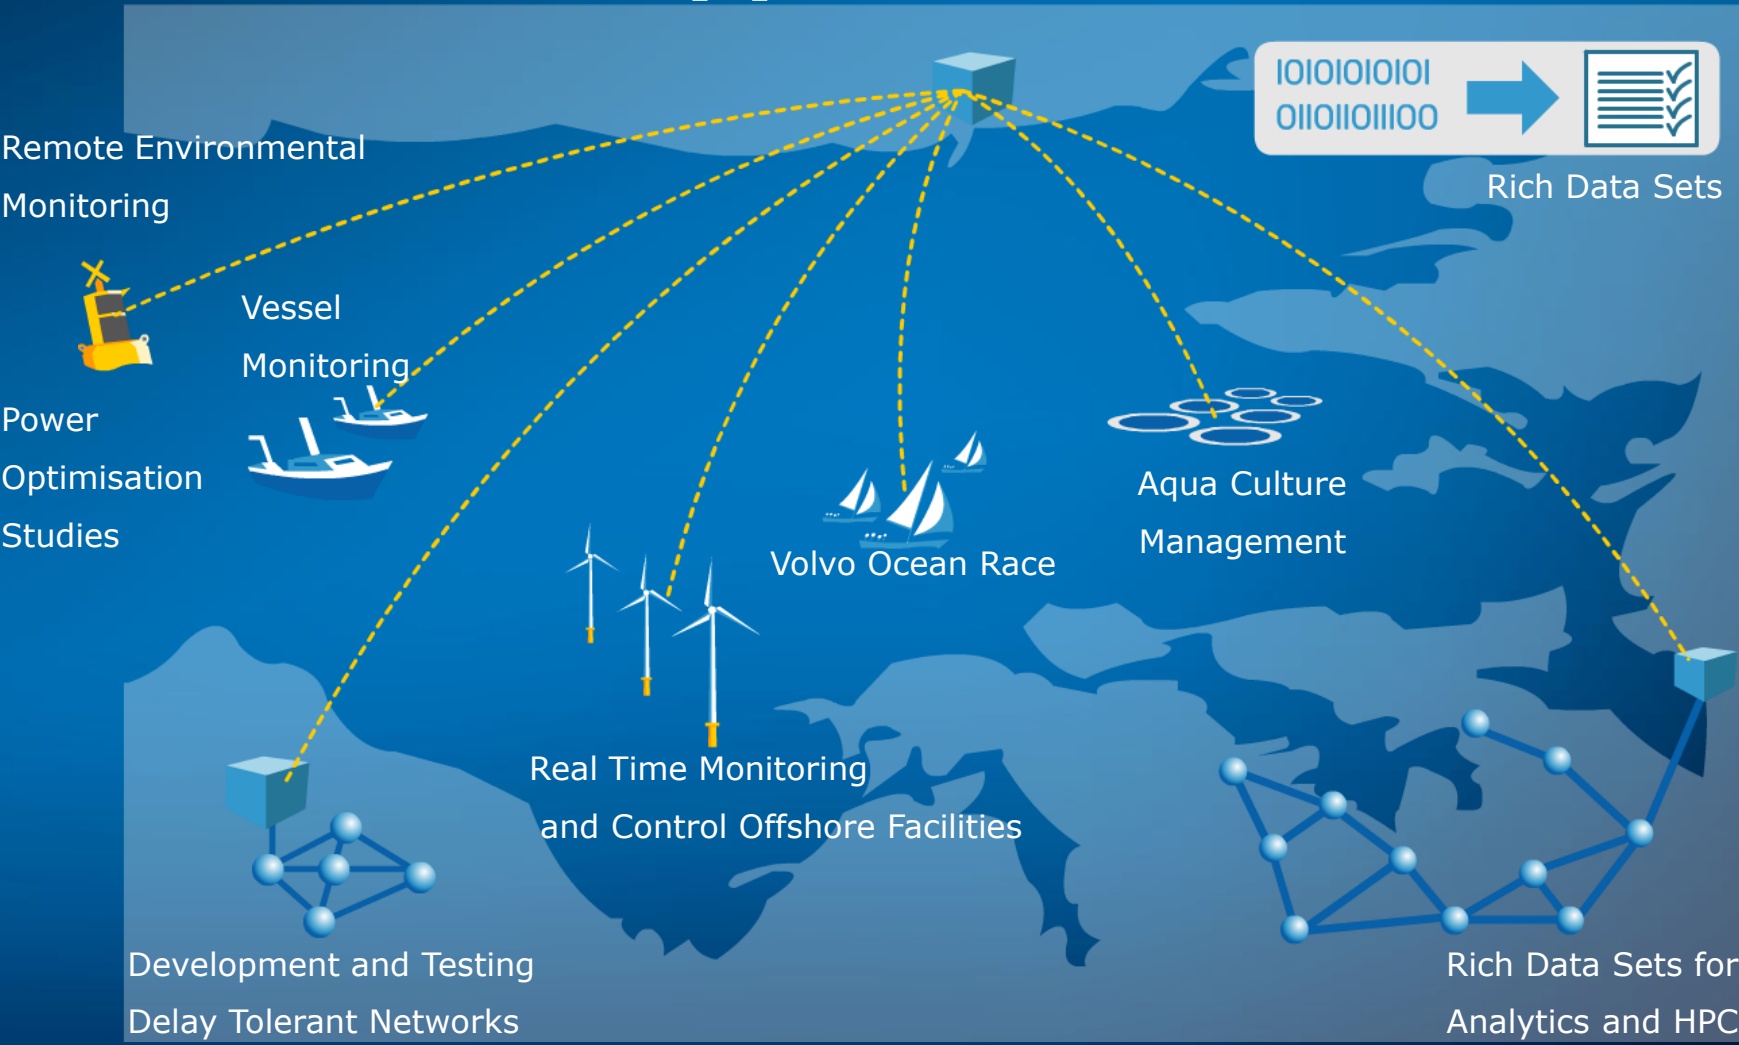 IOIOIOIOIOI
OIIOIIOIIIOO
Rich Data Sets
Remote Environmental
Monitoring
Vessel
Monitoring
Power
Optimisation
Studies
Aqua Culture
Management
Volvo Ocean Race
Real Time Monitoring
and Control Offshore Facilities
Development and Testing
Delay Tolerant Networks
Rich Data Sets for
Analytics and HPC